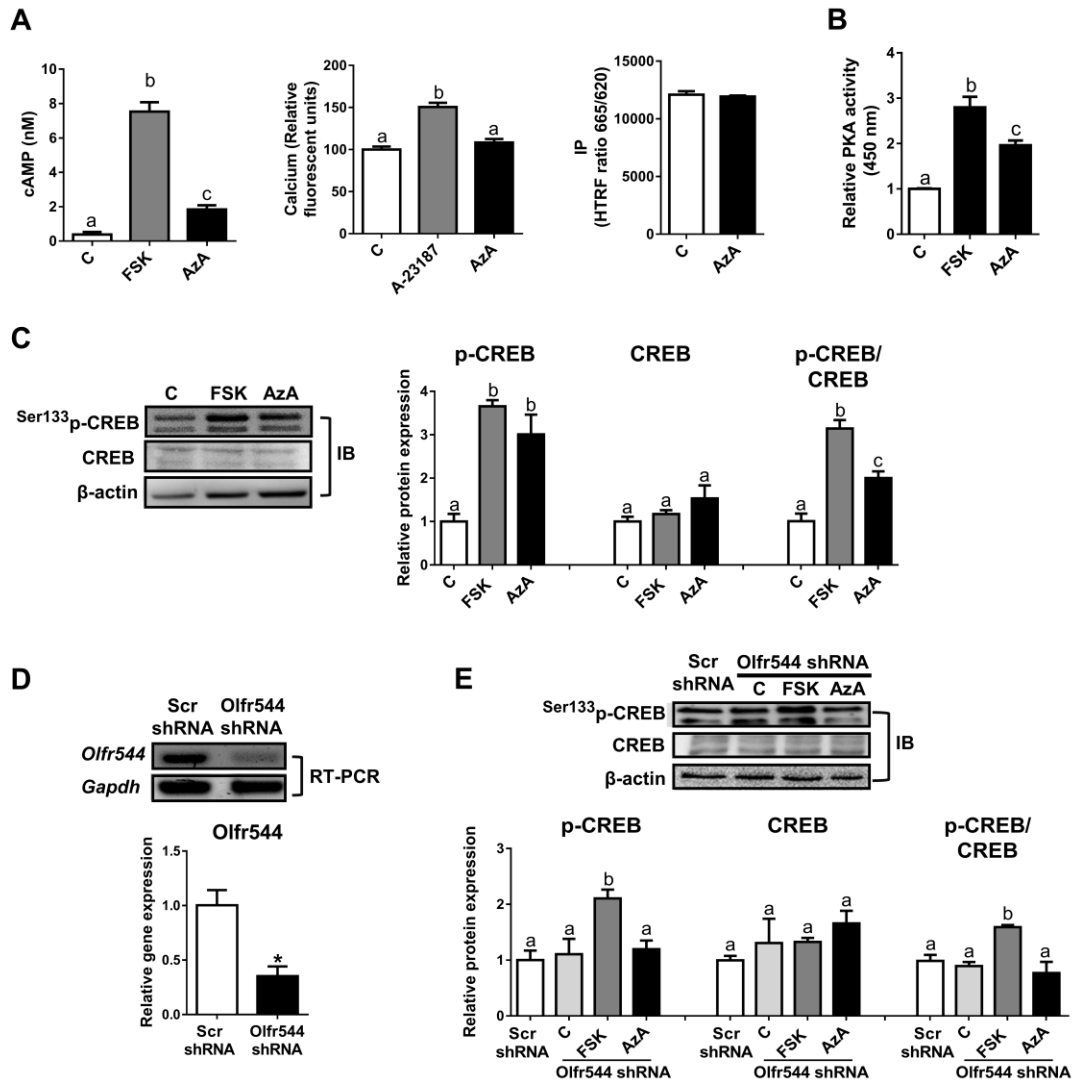 A
B
cAMP (nM)
8
6
4
2
0
a
b
c
C
FSK
AzA
Calcium (Relative
fluorescent units)
200
150
100
50
0
a
b
a
C
A-23187
AzA
IP
(HTRF ratio 665/620)
15000
10000
5000
0
C
AzA
Relative PKA activity
(450 nm)
4
3
2
1
0
a
b
c
C
FSK
AzA
C
C FSK AzA
Ser133p-CREB
CREB
β-actin
IB
p-CREB CREB p-CREB/
CREB
Relative protein expression
4
3
2
1
0
a b b a a a a b c
C FSK AzA C FSK AzA C FSK AzA
D
Scr Olfr544
shRNA shRNA
Olfr544
Gapdh
RT-PCR
Olfr544
Relative gene expression
1.5
1.0
0.5
0.0
*
Scr Olfr544
shRNA shRNA
E
Scr Olfr544 shRNA
shRNA C FSK AzA
Ser133p-CREB
CREB
β-actin
IB
p-CREB CREB p-CREB/
CREB
Relative protein expression
3
2
1
0
a a b a a a a a a a b a
Scr C FSK AzA Scr C FSK AzA Scr C FSK AzA
shRNA shRNA shRNA
Olfr544 shRNA Olfr544 shRNA Olfr544 shRNA